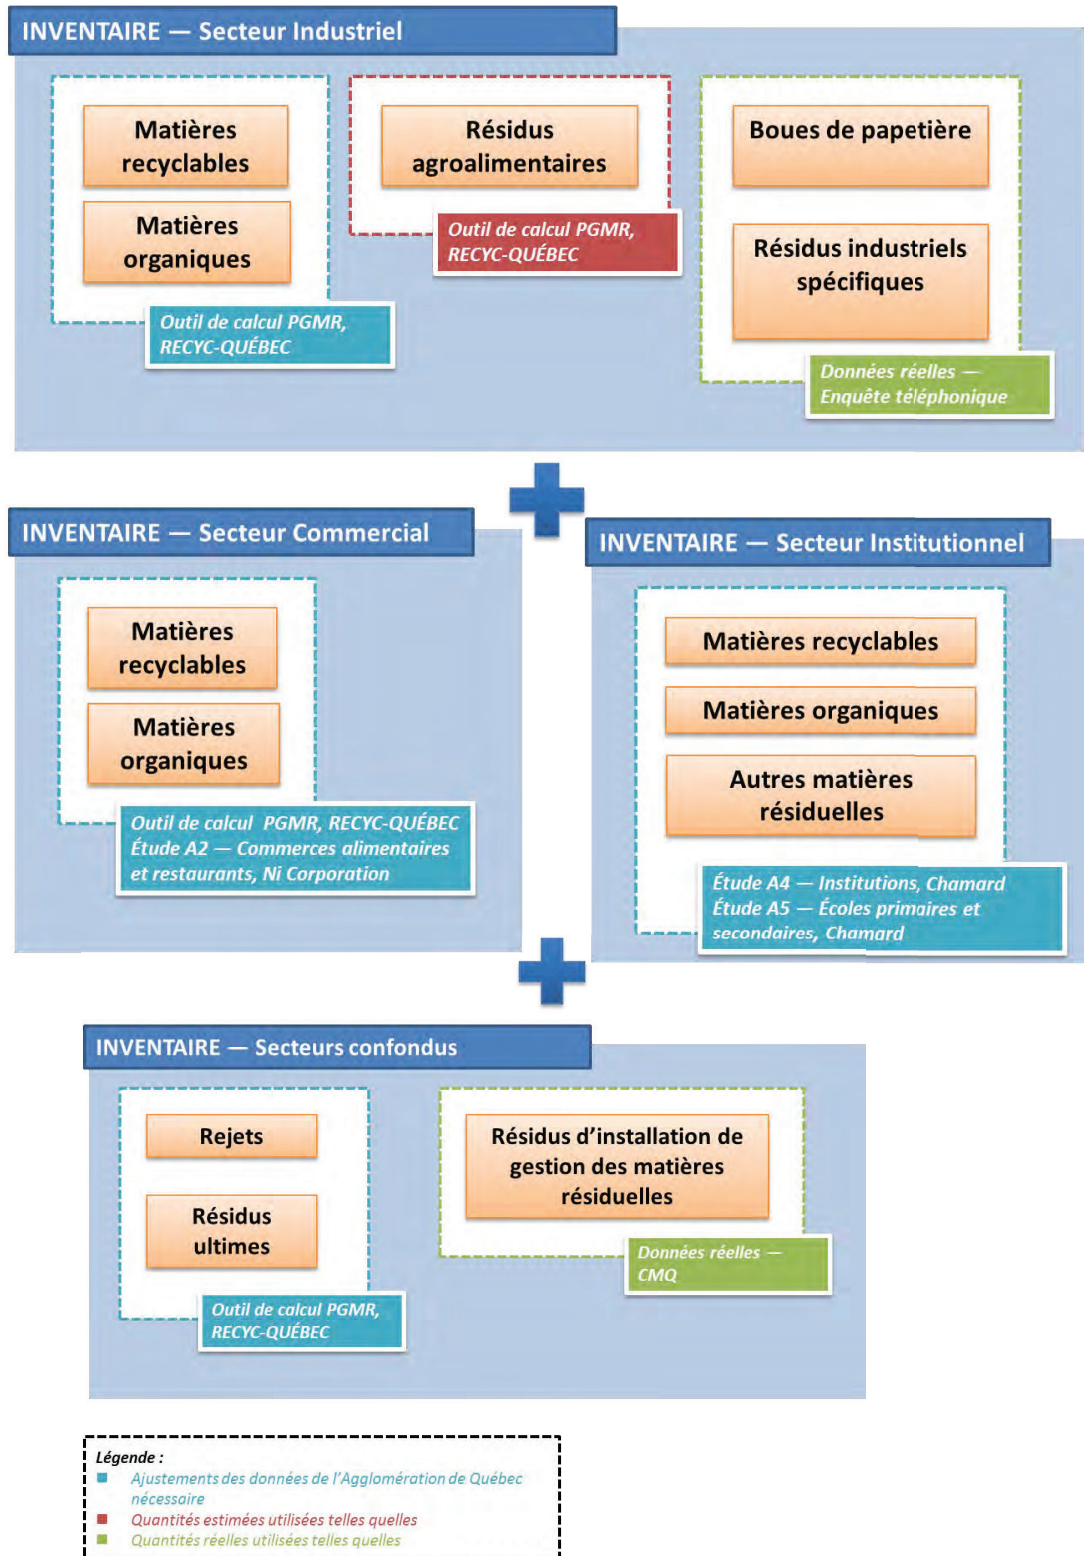 INVENTAIRE — Secteur Industriel
Matières
recyclables
Matières
organiques
Outil de calcul PGMR,
RECYC-QUÉBEC
Résidus
agroalimentaires
Outil de calcul PGMR,
RECYC-QUÉBEC
Boues de papetière
Résidus industriels
spécifiques
Données réelles —
Enquête téléphonique
INVENTAIRE — Secteur Commercial
Matières
recyclables
Matières
organiques
Outil de calcul PGMR, RECYC-QUÉBEC
Étude A2 — Commerces alimentaires
et restaurants, Ni Corporation
INVENTAIRE — Secteur Institutionnel
Matières recyclables
Matières organiques
Autres matières
résiduelles
Étude A4 — Institutions, Chamard
Étude A5 — Écoles primaires et
secondaires, Chamard
INVENTAIRE — Secteurs confondus
Rejets
Résidus
ultimes
Outil de calcul PGMR,
RECYC-QUÉBEC
Résidus d'installation de
gestion des matières
résiduelles
Données réelles —
CMQ
Légende :
Ajustements des données de l'Agglomération de Québec
nécessaire
Quantités estimées utilisées telles quelles
Quantités réelles utilisées telles quelles